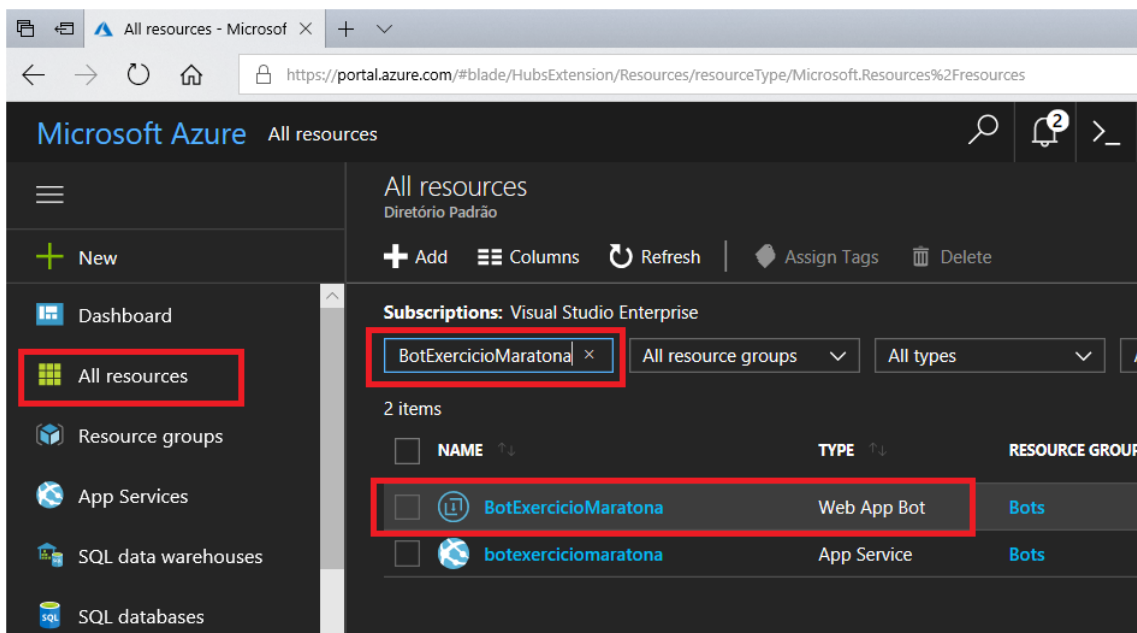 All resources - Microsof
https://portal.azure.com/#blade/HubsExtension/Resources/resourceType/Microsoft.Resources%2Fresources
Microsoft Azure All resources
2
All resources
Diretório Padrão
New
Add Columns Refresh Assign Tags Delete
Dashboard
Subscriptions: Visual Studio Enterprise
BotExercicioMaratona All resource groups All types
All resources
2 items
Resource groups
NAME TYPE RESOURCE GROUP
App Services
BotExercicioMaratona Web App Bot Bots
SQL data warehouses
botexerciciomaratona App Service Bots
SQL databases